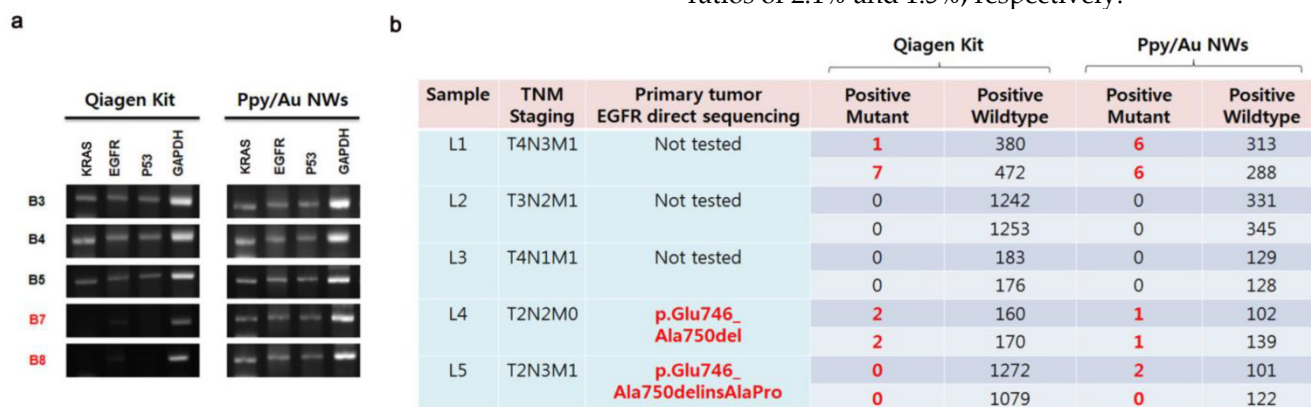 ratios of 2.1% and 1.3%, respectively.
a
Qiagen Kit Ppy/Au NWs
KRAS EGFR P53 GAPDH KRAS EGFR P53 GAPDH
B3
B4
B5
B7
B8
b
Qiagen Kit Ppy/Au NWs
Sample TNM Staging Primary tumor EGFR direct sequencing Positive Mutant Positive Wildtype Positive Mutant Positive Wildtype
L1 T4N3M1 Not tested 1 380 6 313
7 472 6 288
L2 T3N2M1 Not tested 0 1242 0 331
0 1253 0 345
L3 T4N1M1 Not tested 0 183 0 129
0 176 0 128
L4 T2N2M0 p.Glu746_ 2 160 1 102
Ala750del 2 170 1 139
L5 T2N3M1 p.Glu746_ 0 1272 2 101
Ala750delinsAlaPro 0 1079 0 122